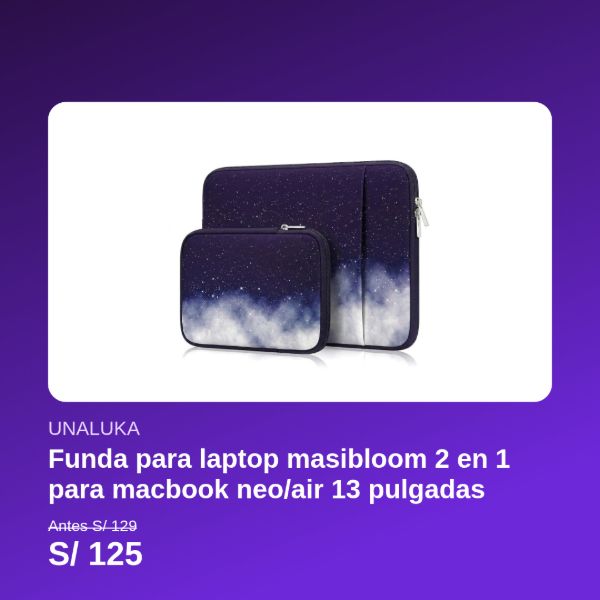 UNALUKA
Funda para laptop masibloom 2 en 1
para macbook neo/air 13 pulgadas
Antes S/ 129
S/ 125